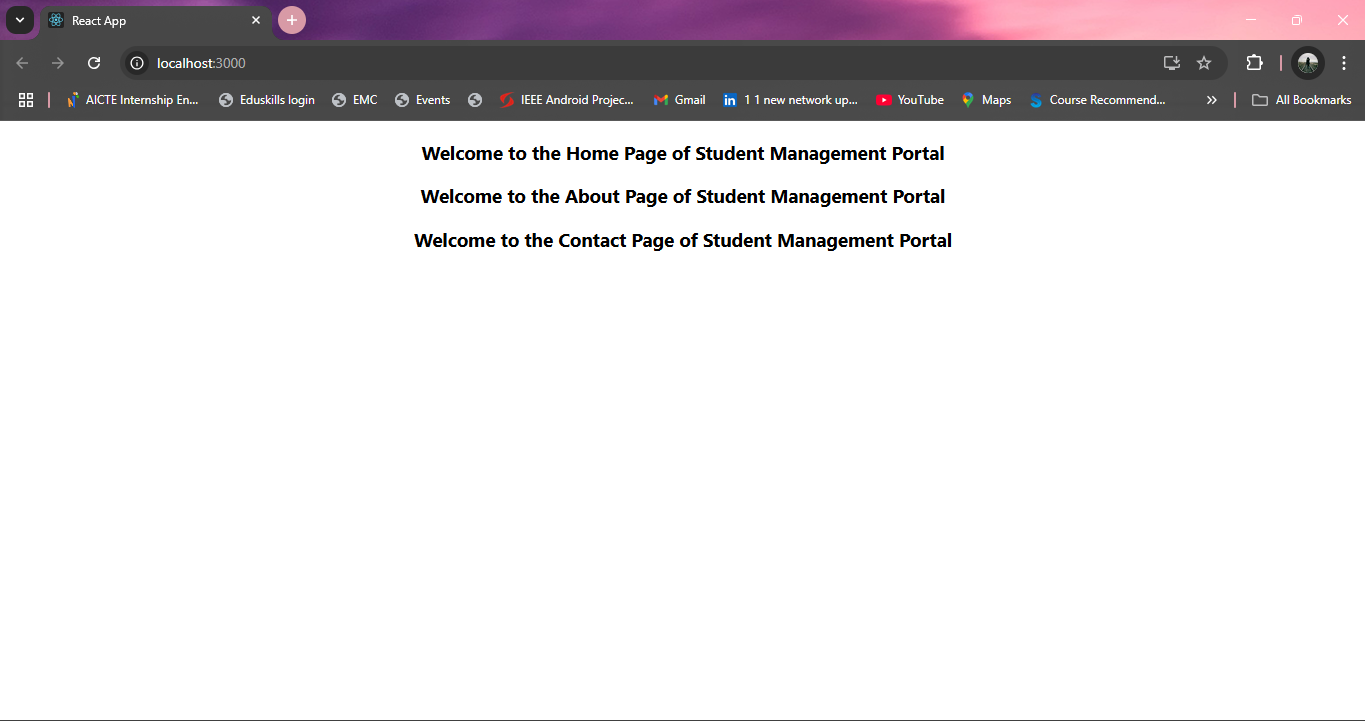 React App
localhost:3000
AICTE Internship En...
Eduskills login
EMC
Events
IEEE Android Projec...
Gmail
in 1 1 new network up...
YouTube
Maps
Course Recommend...
All Bookmarks
Welcome to the Home Page of Student Management Portal
Welcome to the About Page of Student Management Portal
Welcome to the Contact Page of Student Management Portal